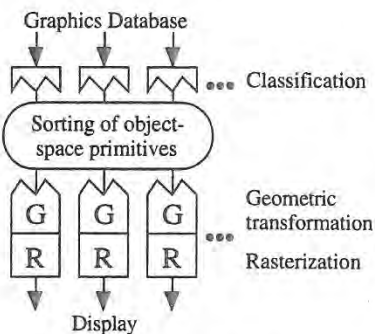 Graphics Database
Classification
Sorting of object-
space primitives
G G G
Geometric
transformation
R R R
Rasterization
Display